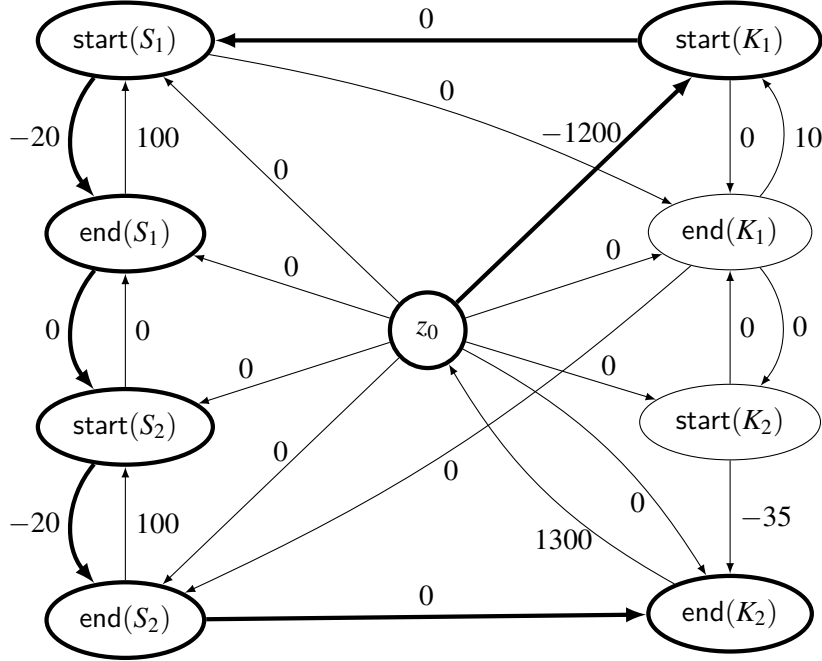 0
start(S₁) start(K₁)
0
−20 100 −1200 0 10
0
end(S₁) end(K₁)
0 0
0 0 z₀ 0 0
0 0
start(S₂) start(K₂)
0 0
−20 100 1300 0 −35
0
end(S₂) end(K₂)